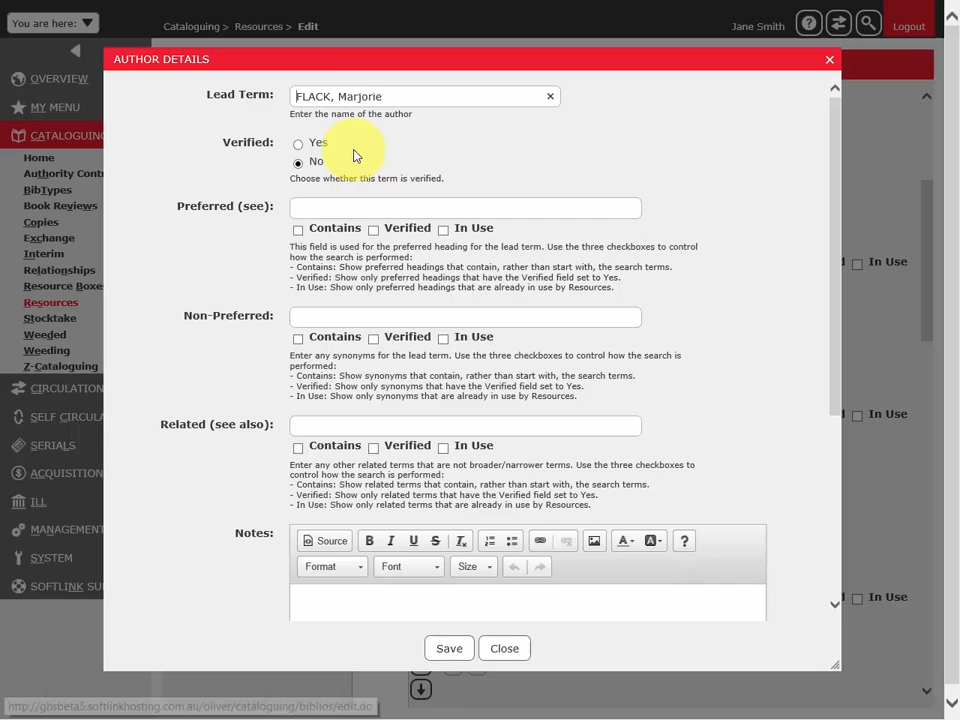 You are here:
Cataloguing > Resources > Edit
Jane Smith
Logout
AUTHOR DETAILS
OVERVIEW
MY MENU
CATALOGUING
Home
Authority Contr
BibTypes
Book Reviews
Copies
Exchange
Interim
Relationships
Resource Boxes
Resources
Stocktake
Weeded
Weeding
Z-Cataloguing
CIRCULATION
SELF CIRCULA
SERIALS
ACQUISITION
ILL
MANAGEMENT
SYSTEM
SOFTLINK SU
Lead Term:
FLACK, Marjorie
Enter the name of the author
Verified:
Yes
No
Choose whether this term is verified.
Preferred (see):
Contains Verified In Use
This field is used for the preferred heading for the lead term. Use the three checkboxes to control
how the search is performed:
- Contains: Show preferred headings that contain, rather than start with, the search terms.
- Verified: Show only preferred headings that have the Verified field set to Yes.
- In Use: Show only preferred headings that are already in use by Resources.
Non-Preferred:
Contains Verified In Use
Enter any synonyms for the lead term. Use the three checkboxes to control how the search is
performed:
- Contains: Show synonyms that contain, rather than start with, the search terms.
- Verified: Show only synonyms that have the Verified field set to Yes.
- In Use: Show only synonyms that are already in use by Resources.
Related (see also):
Contains Verified In Use
Enter any other related terms that are not broader/narrower terms. Use the three checkboxes to
control how the search is performed:
- Contains: Show related terms that contain, rather than start with, the search terms.
- Verified: Show only related terms that have the Verified field set to Yes.
- In Use: Show only related terms that are already in use by Resources.
Notes:
Source B I U S Tx ?
Format Font Size
Save Close
d In Use
d In Use
d In Use
http://ghsbeta5.softlinkhosting.com.au/oliver/cataloguing/biblios/edit.do